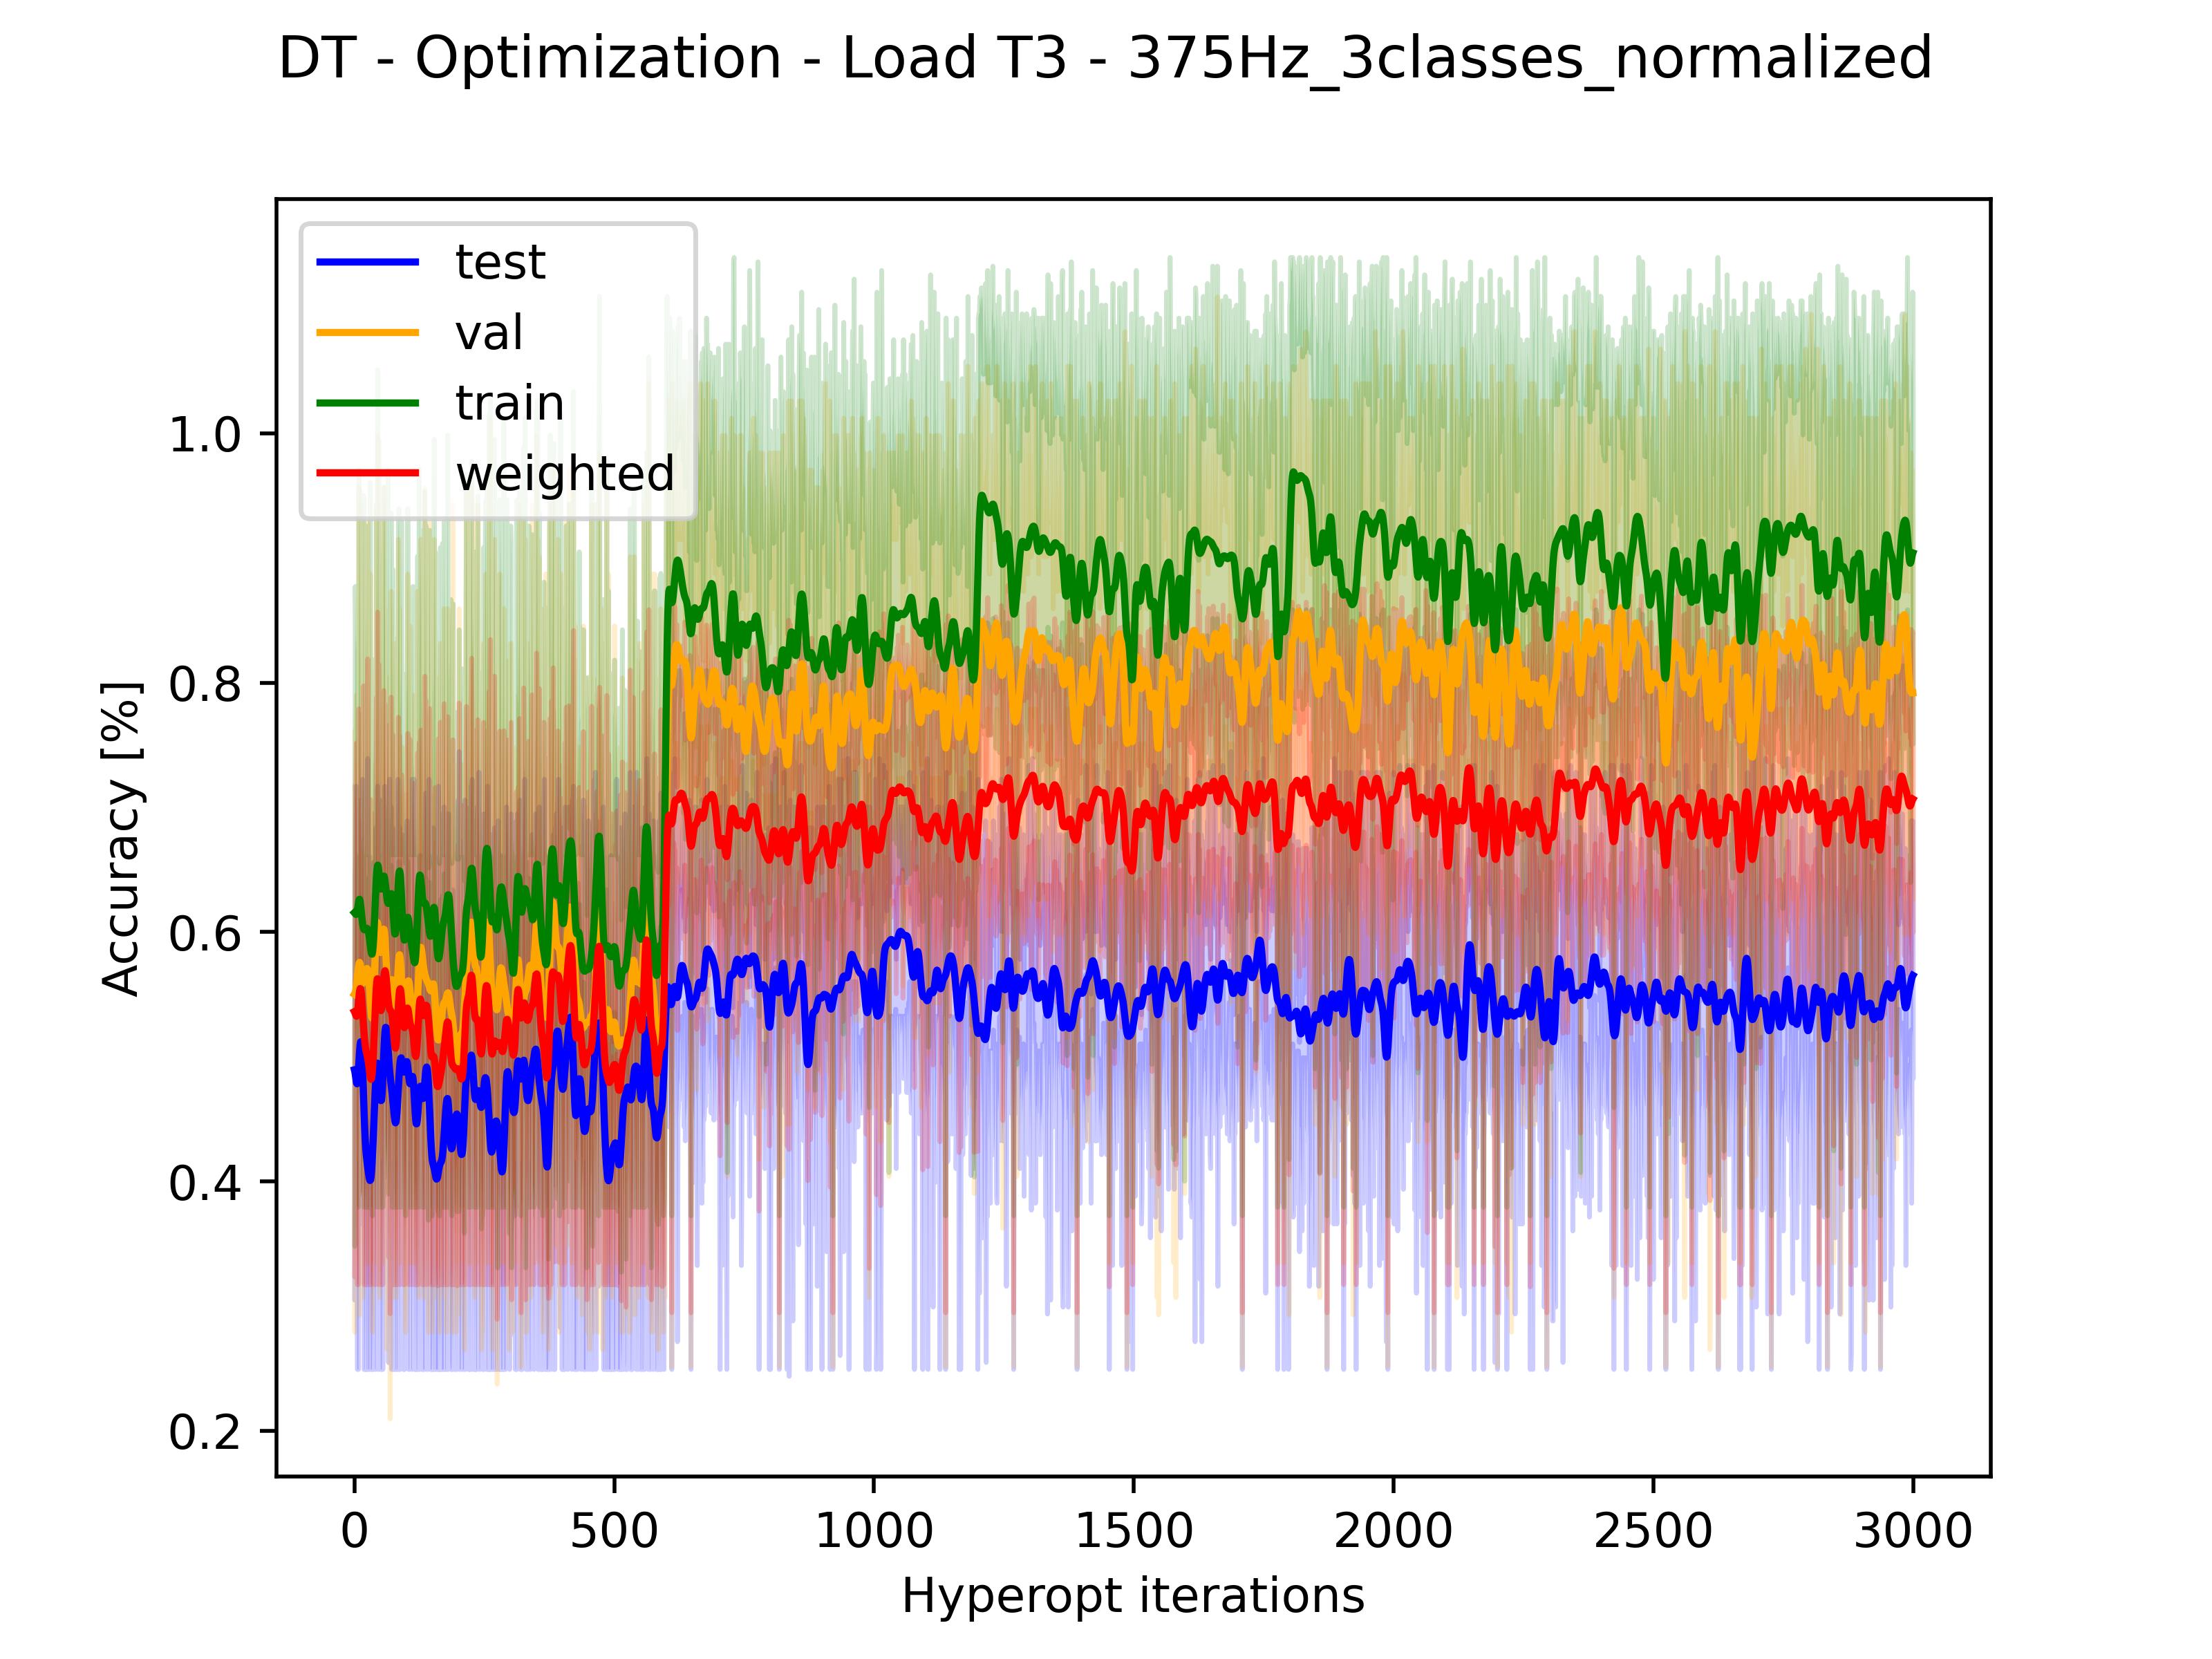 DT - Optimization - Load T3 - 375Hz_3classes_normalized
test
val
train
weighted
Accuracy [%]
1.0
0.8
0.6
0.4
0.2
0 500 1000 1500 2000 2500 3000
Hyperopt iterations